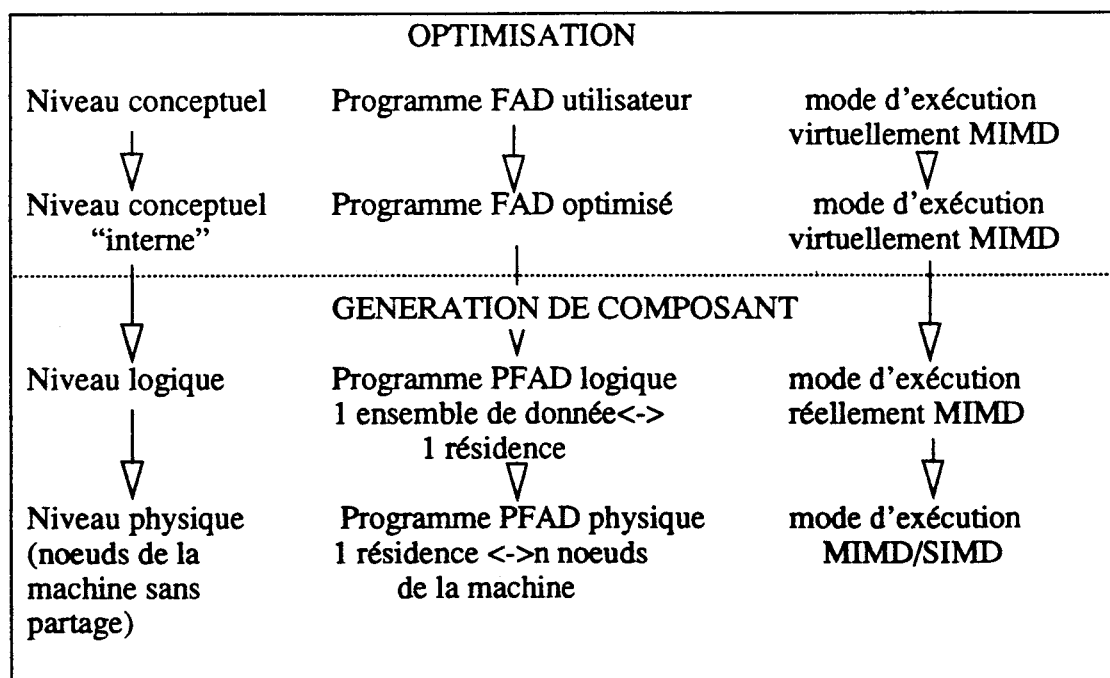 OPTIMISATION
Niveau conceptuel
Programme FAD utilisateur
mode d'exécution
virtuellement MIMD
Niveau conceptuel
“interne”
Programme FAD optimisé
mode d'exécution
virtuellement MIMD
GENERATION DE COMPOSANT
Niveau logique
Programme PFAD logique
1 ensemble de donnée<->
1 résidence
mode d'exécution
réellement MIMD
Niveau physique
(noeuds de la
machine sans
partage)
Programme PFAD physique
1 résidence <->n noeuds
de la machine
mode d'exécution
MIMD/SIMD